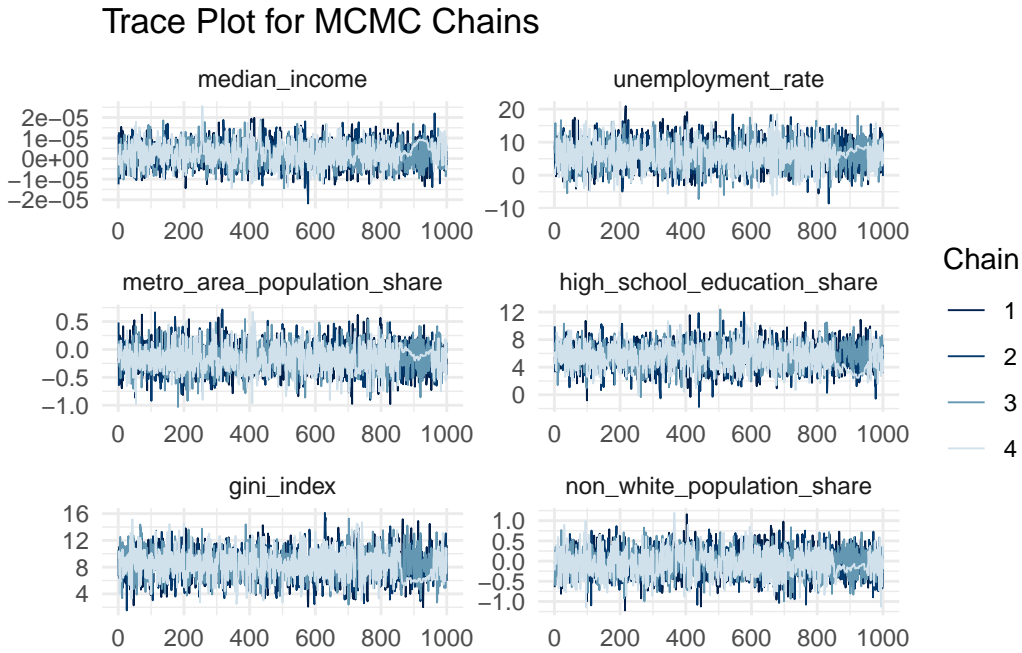 Trace Plot for MCMC Chains
median_income
2e−05
1e−05
0e+00
−1e−05
−2e−05
0 200 400 600 800 1000
unemployment_rate
20
10
0
−10
0 200 400 600 800 1000
metro_area_population_share
0.5
0.0
−0.5
−1.0
0 200 400 600 800 1000
high_school_education_share
12
8
4
0
0 200 400 600 800 1000
gini_index
16
12
8
4
0 200 400 600 800 1000
non_white_population_share
1.0
0.5
0.0
−0.5
−1.0
0 200 400 600 800 1000
Chain
1
2
3
4